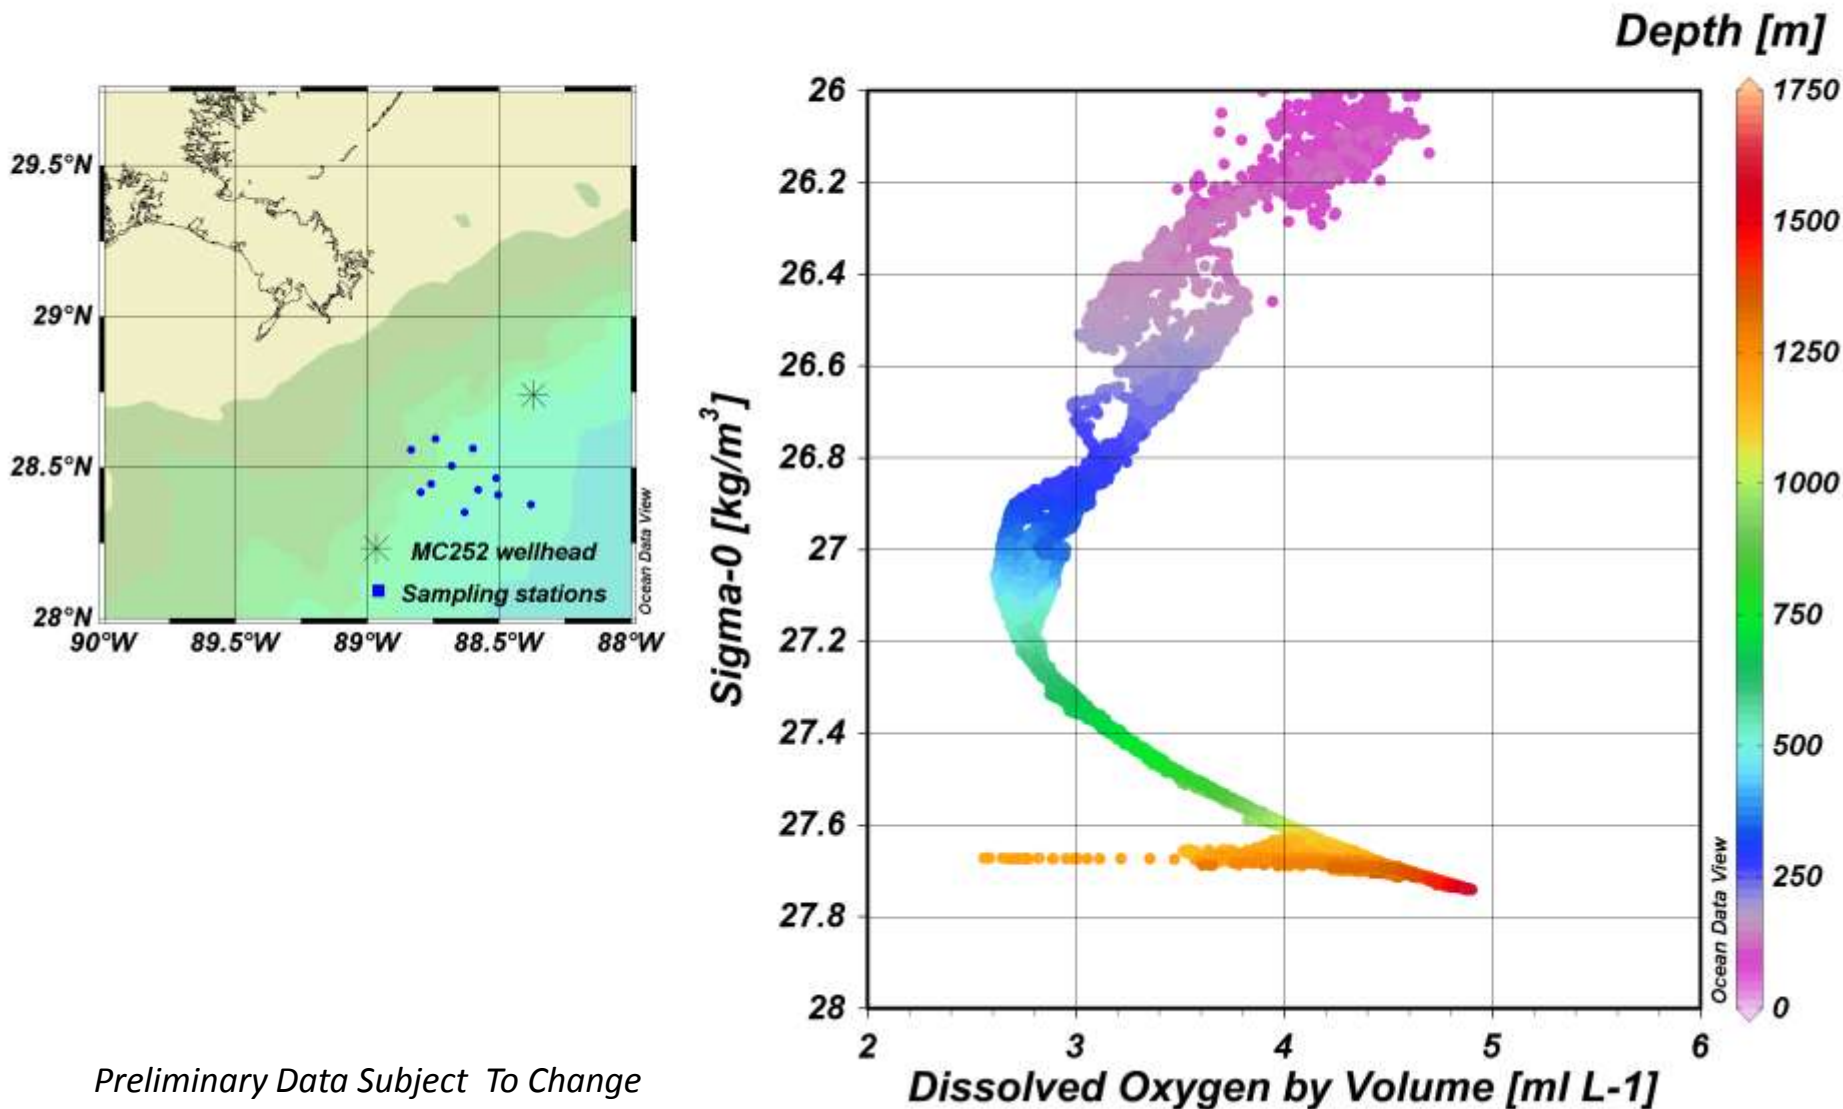 29.5°N
29°N
28.5°N
28°N
90°W 89.5°W 89°W 88.5°W 88°W
MC252 wellhead
Sampling stations
Ocean Data View
Depth [m]
Sigma-0 [kg/m³]
26
26.2
26.4
26.6
26.8
27
27.2
27.4
27.6
27.8
28
2 3 4 5 6
Dissolved Oxygen by Volume [ml L-1]
Ocean Data View
1750
1500
1250
1000
750
500
250
0
Preliminary Data Subject To Change